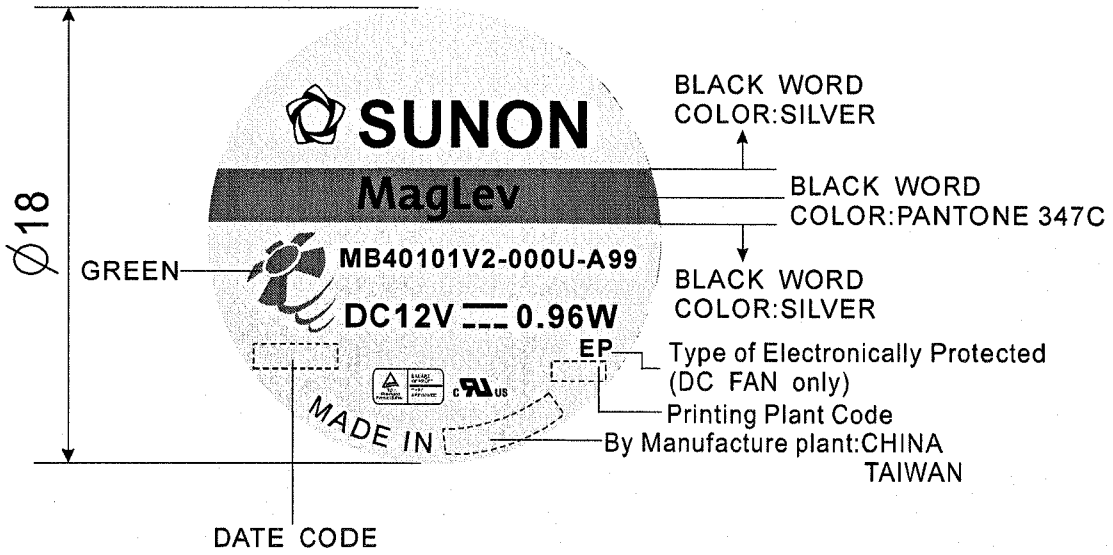 BLACK WORD
COLOR:SILVER
SUNON
MagLev
BLACK WORD
COLOR:PANTONE 347C
Ø18
GREEN
MB40101V2-000U-A99
BLACK WORD
COLOR:SILVER
DC12V 0.96W
EP
Type of Electronically Protected
(DC FAN only)
c US
Printing Plant Code
MADE IN
By Manufacture plant:CHINA
TAIWAN
DATE CODE